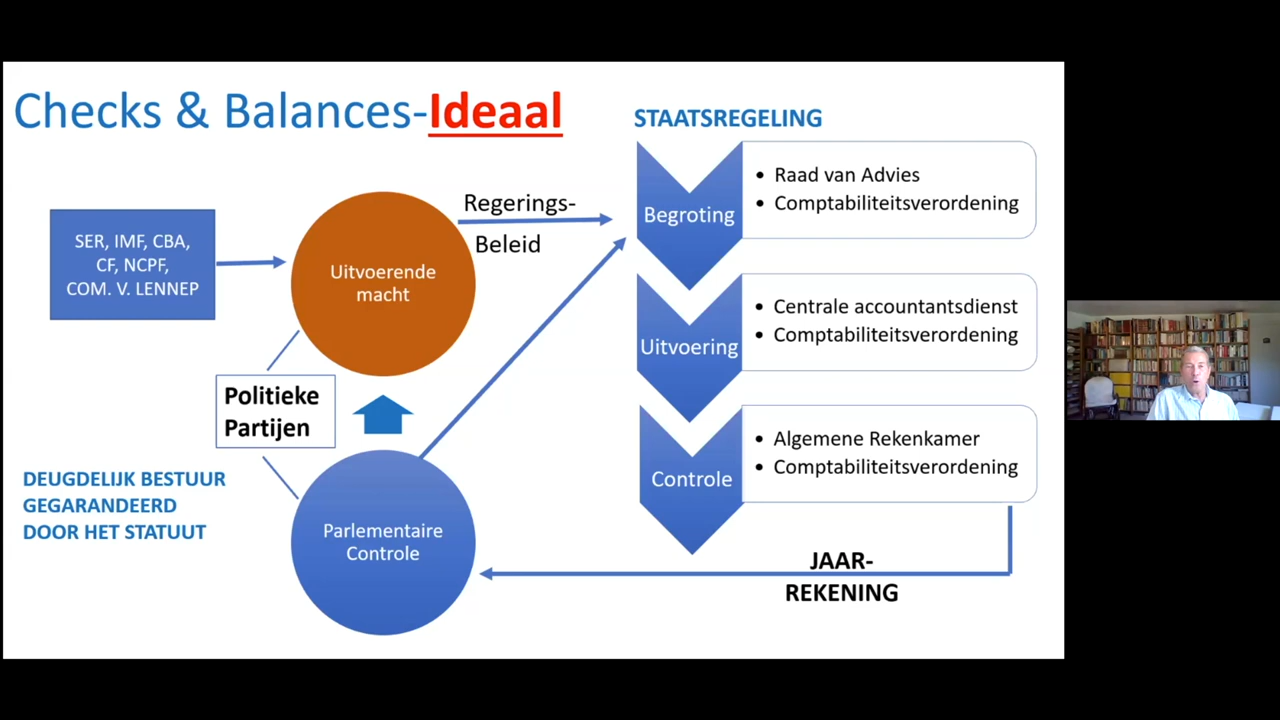 Checks & Balances-Ideaal
STAATSREGELING
SER, IMF, CBA,
CF, NCPF,
COM. V. LENNEP
Uitvoerende
macht
Regerings-
Beleid
Politieke
Partijen
DEUGDELIJK BESTUUR
GEGARANDEERD
DOOR HET STATUUT
Parlementaire
Controle
Begroting
• Raad van Advies
• Comptabiliteitsverordening
Uitvoering
• Centrale accountantsdienst
• Comptabiliteitsverordening
Controle
• Algemene Rekenkamer
• Comptabiliteitsverordening
JAAR-
REKENING